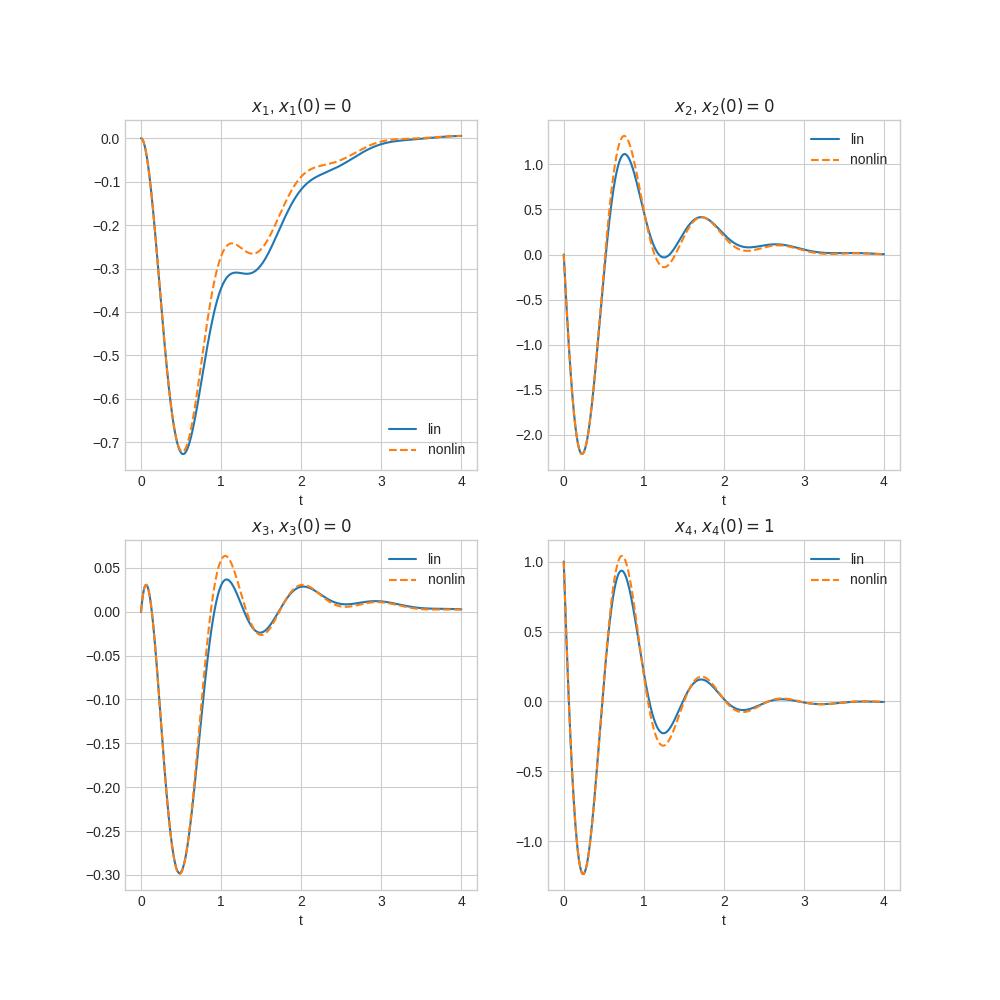 x₁, x₁(0) = 0
0.0
−0.1
−0.2
−0.3
−0.4
−0.5
−0.6
−0.7
lin
nonlin
0 1 2 3 4
t
x₂, x₂(0) = 0
lin
nonlin
1.0
0.5
0.0
−0.5
−1.0
−1.5
−2.0
0 1 2 3 4
t
x₃, x₃(0) = 0
lin
nonlin
0.05
0.00
−0.05
−0.10
−0.15
−0.20
−0.25
−0.30
0 1 2 3 4
t
x₄, x₄(0) = 1
lin
nonlin
1.0
0.5
0.0
−0.5
−1.0
0 1 2 3 4
t